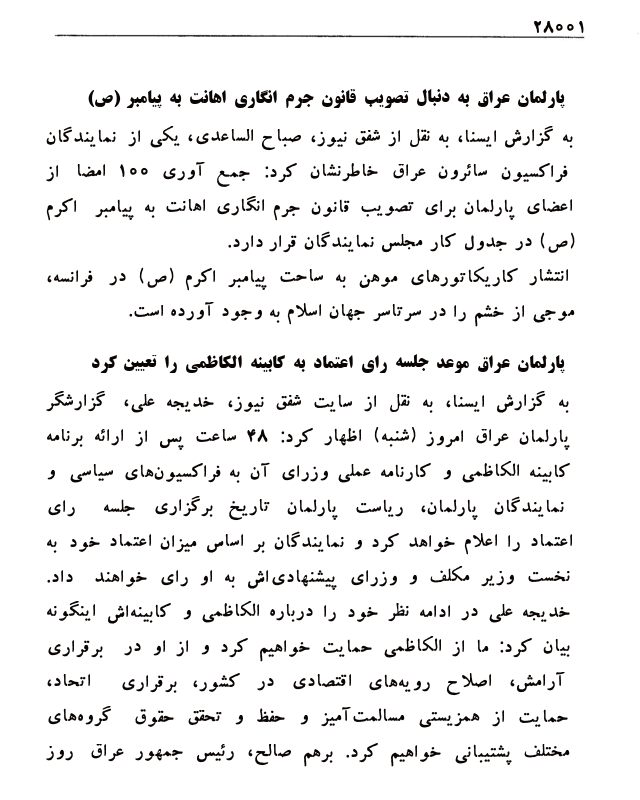 ۲۸۰۰۱
پارلمان عراق به دنبال تصویب قانون جرم انگاری اهانت به پیامبر (ص)
به گزارش ایسنا، به نقل از شفق نیوز، صباح الساعدی، یکی از نمایندگان
فراکسیون سائرون عراق خاطرنشان کرد: جمع آوری ۱۰۰ امضا از
اعضای پارلمان برای تصویب قانون جرم انگاری اهانت به پیامبر اکرم
(ص) در جدول کار مجلس نمایندگان قرار دارد.
انتشار کاریکاتورهای موهن به ساحت پیامبر اکرم (ص) در فرانسه،
موجی از خشم را در سرتاسر جهان اسلام به وجود آورده است.
پارلمان عراق موعد جلسه رای اعتماد به کابینه الکاظمی را تعیین کرد
به گزارش ایسنا، به نقل از سایت شفق نیوز، خدیجه علی، گزارشگر
پارلمان عراق امروز (شنبه) اظهار کرد: ۴۸ ساعت پس از ارائه برنامه
کابینه الکاظمی و کارنامه عملی وزرای آن به فراکسیون‌های سیاسی و
نمایندگان پارلمان، ریاست پارلمان تاریخ برگزاری جلسه رای
اعتماد را اعلام خواهد کرد و نمایندگان بر اساس میزان اعتماد خود به
نخست وزیر مکلف و وزرای پیشنهادی‌اش به او رای خواهند داد.
خدیجه علی در ادامه نظر خود را درباره الکاظمی و کابینه‌اش اینگونه
بیان کرد: ما از الکاظمی حمایت خواهیم کرد و از او در برقراری
آرامش، اصلاح رویه‌های اقتصادی در کشور، برقراری اتحاد،
حمایت از همزیستی مسالمت‌آمیز و حفظ و تحقق حقوق گروه‌های
مختلف پشتیبانی خواهیم کرد. برهم صالح، رئیس جمهور عراق روز